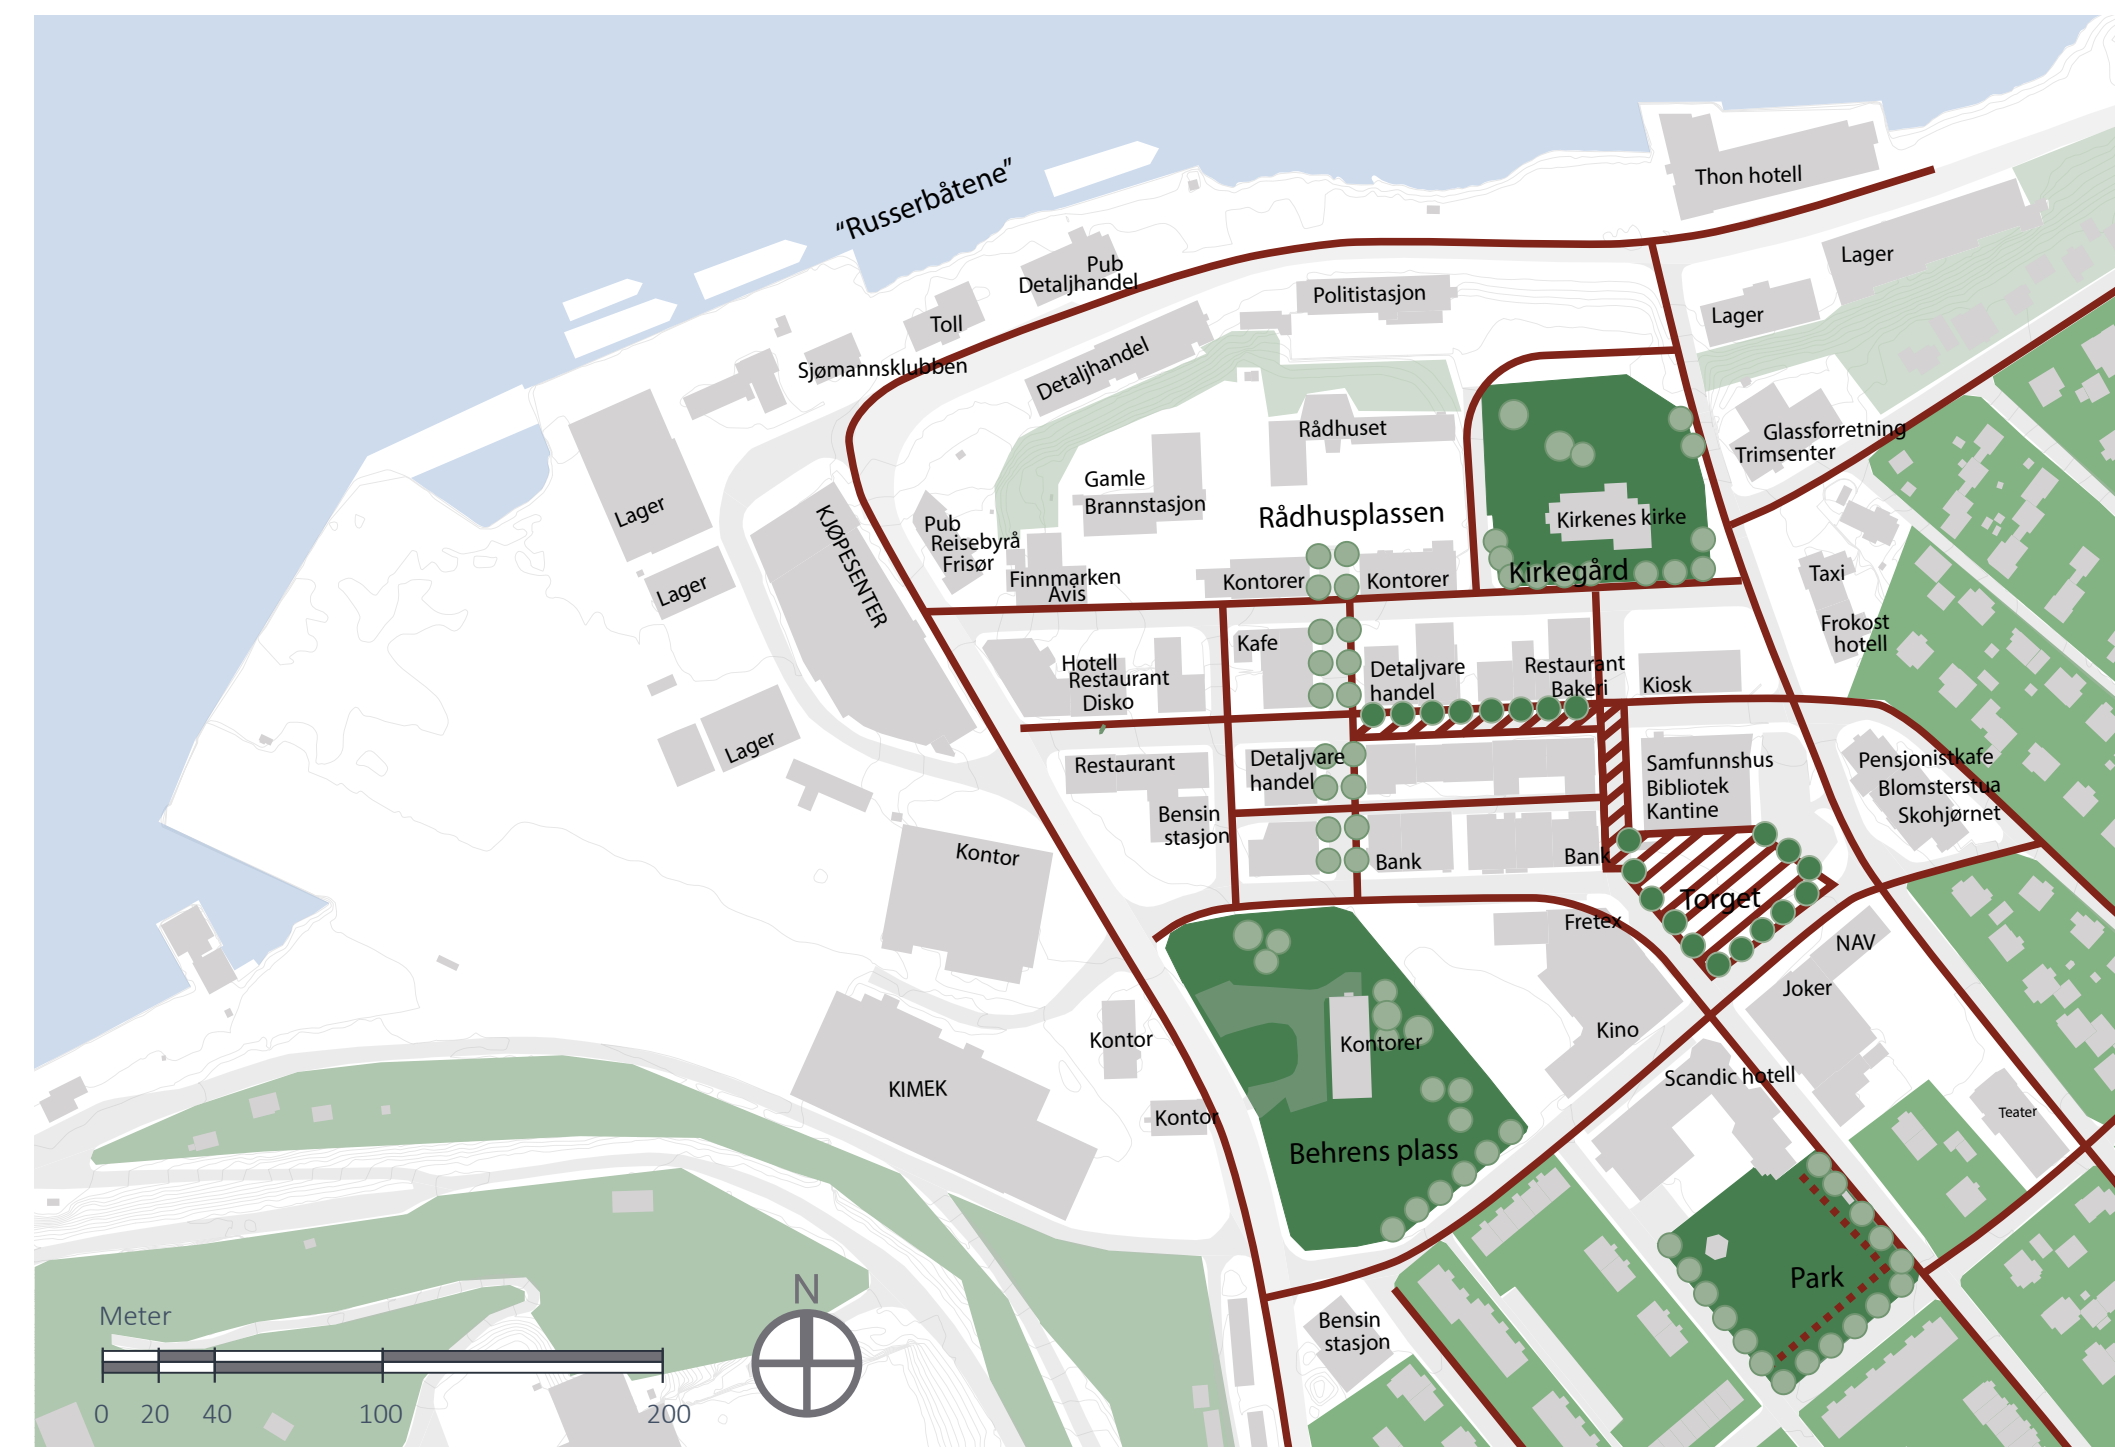 "Russerbåtene"
Thon hotell
Lager
Pub
Detaljhandel
Politistasjon
Lager
Toll
Sjømannsklubben
Detaljhandel
Rådhuset
Glassforretning
Trimsenter
Gamle
Brannstasjon
Lager
KJØPESENTER
Pub
Reisebyrå
Frisør
Rådhusplassen
Kirkenes kirke
Kirkegård
Finnmarken
Avis
Kontorer
Kontorer
Taxi
Lager
Frokost
hotell
Kafe
Hotell
Restaurant
Disko
Detaljvare
handel
Restaurant
Bakeri
Kiosk
Lager
Restaurant
Detaljvare
handel
Samfunnshus
Bibliotek
Kantine
Pensjonistkafe
Blomsterstua
Skohjørnet
Bensin
stasjon
Kontor
Bank
Bank
Torget
Fretex
NAV
Joker
Kino
Kontor
Kontorer
KIMEK
Kontor
Scandic hotell
Teater
Behrens plass
Park
Bensin
stasjon
N
Meter
0 20 40 100 200